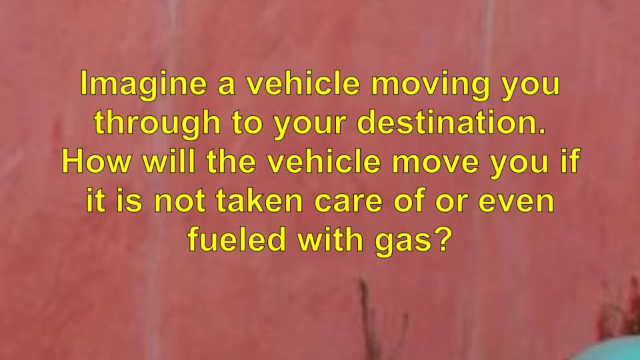 Imagine a vehicle moving you
through to your destination.
How will the vehicle move you if
it is not taken care of or even
fueled with gas?